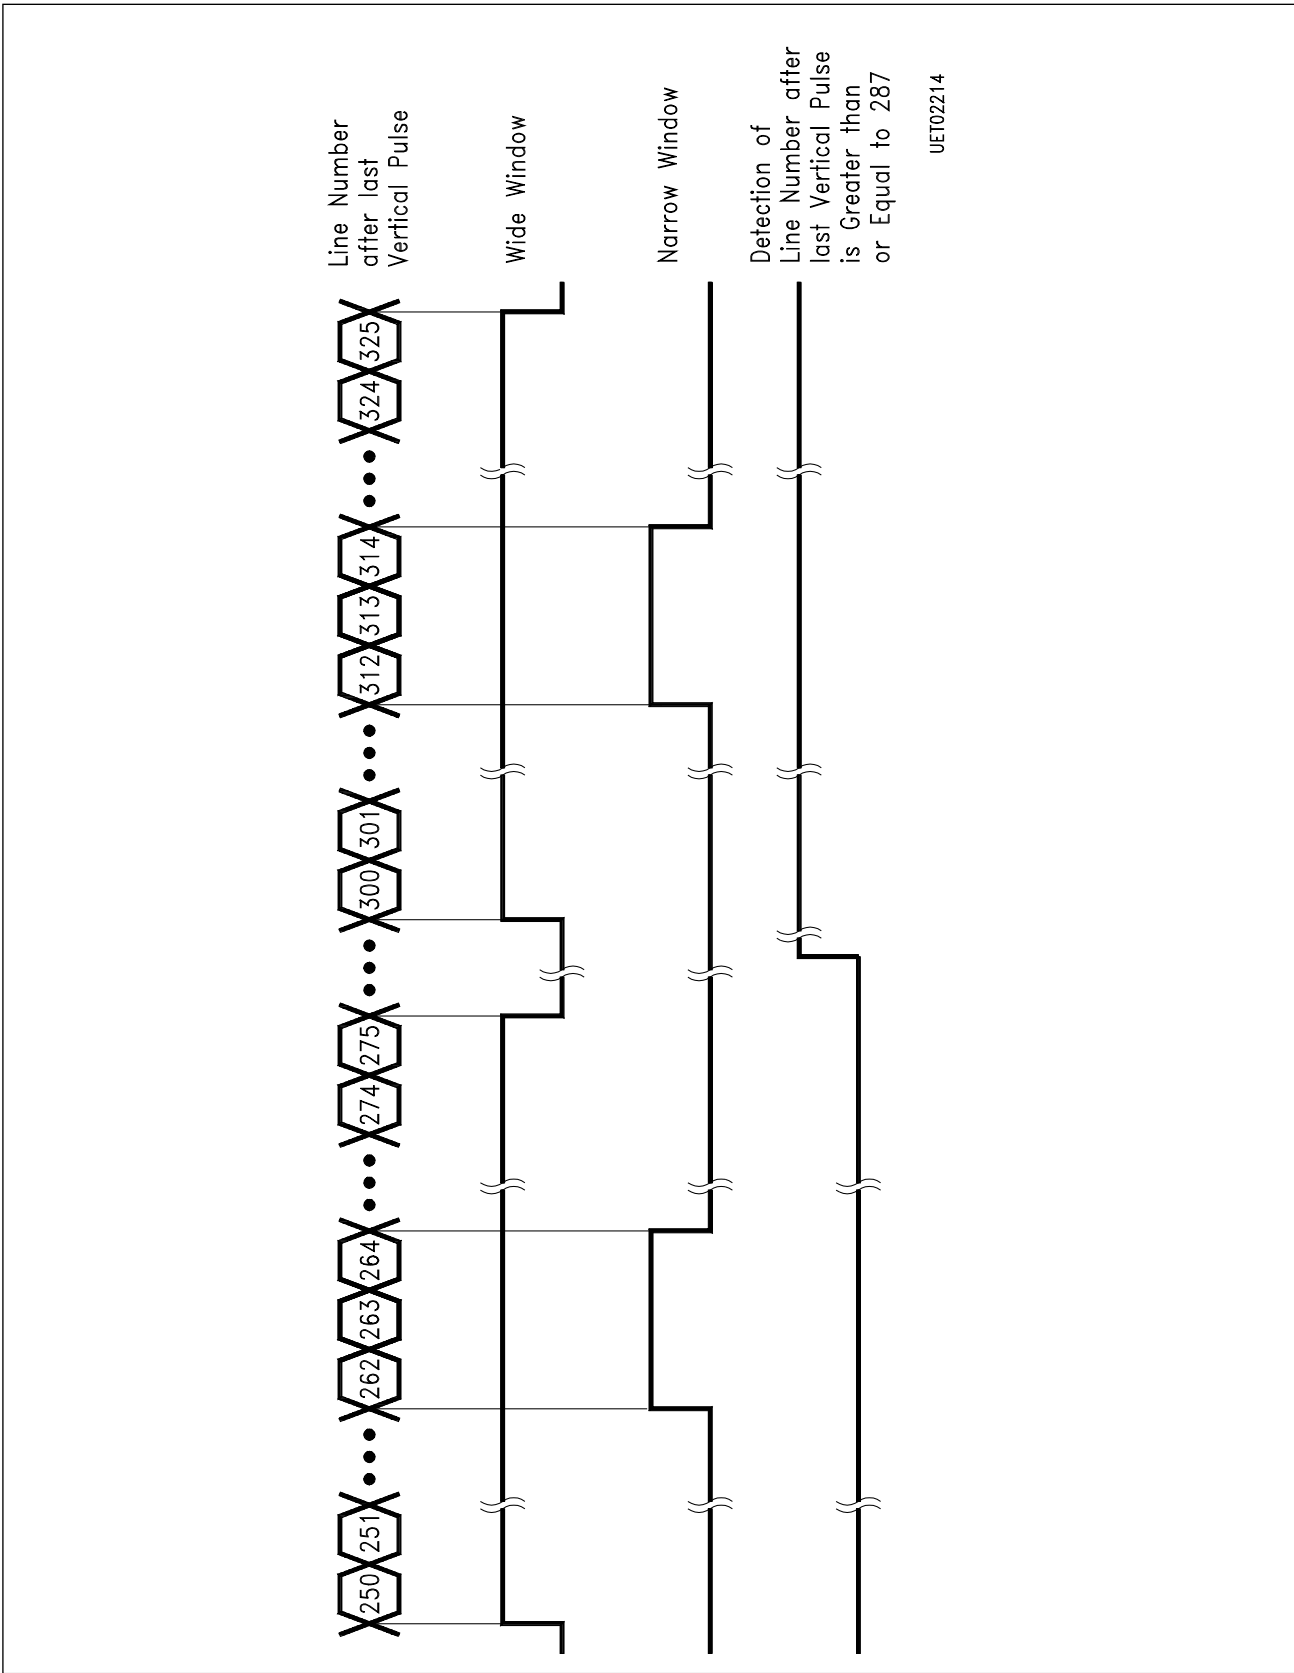 250 251 ••• 262 263 264 ••• 274 275 ••• 300 301 ••• 312 313 314 ••• 324 325
Line Number
after last
Vertical Pulse
Wide Window
Narrow Window
Detection of
Line Number after
last Vertical Pulse
is Greater than
or Equal to 287
UET02214